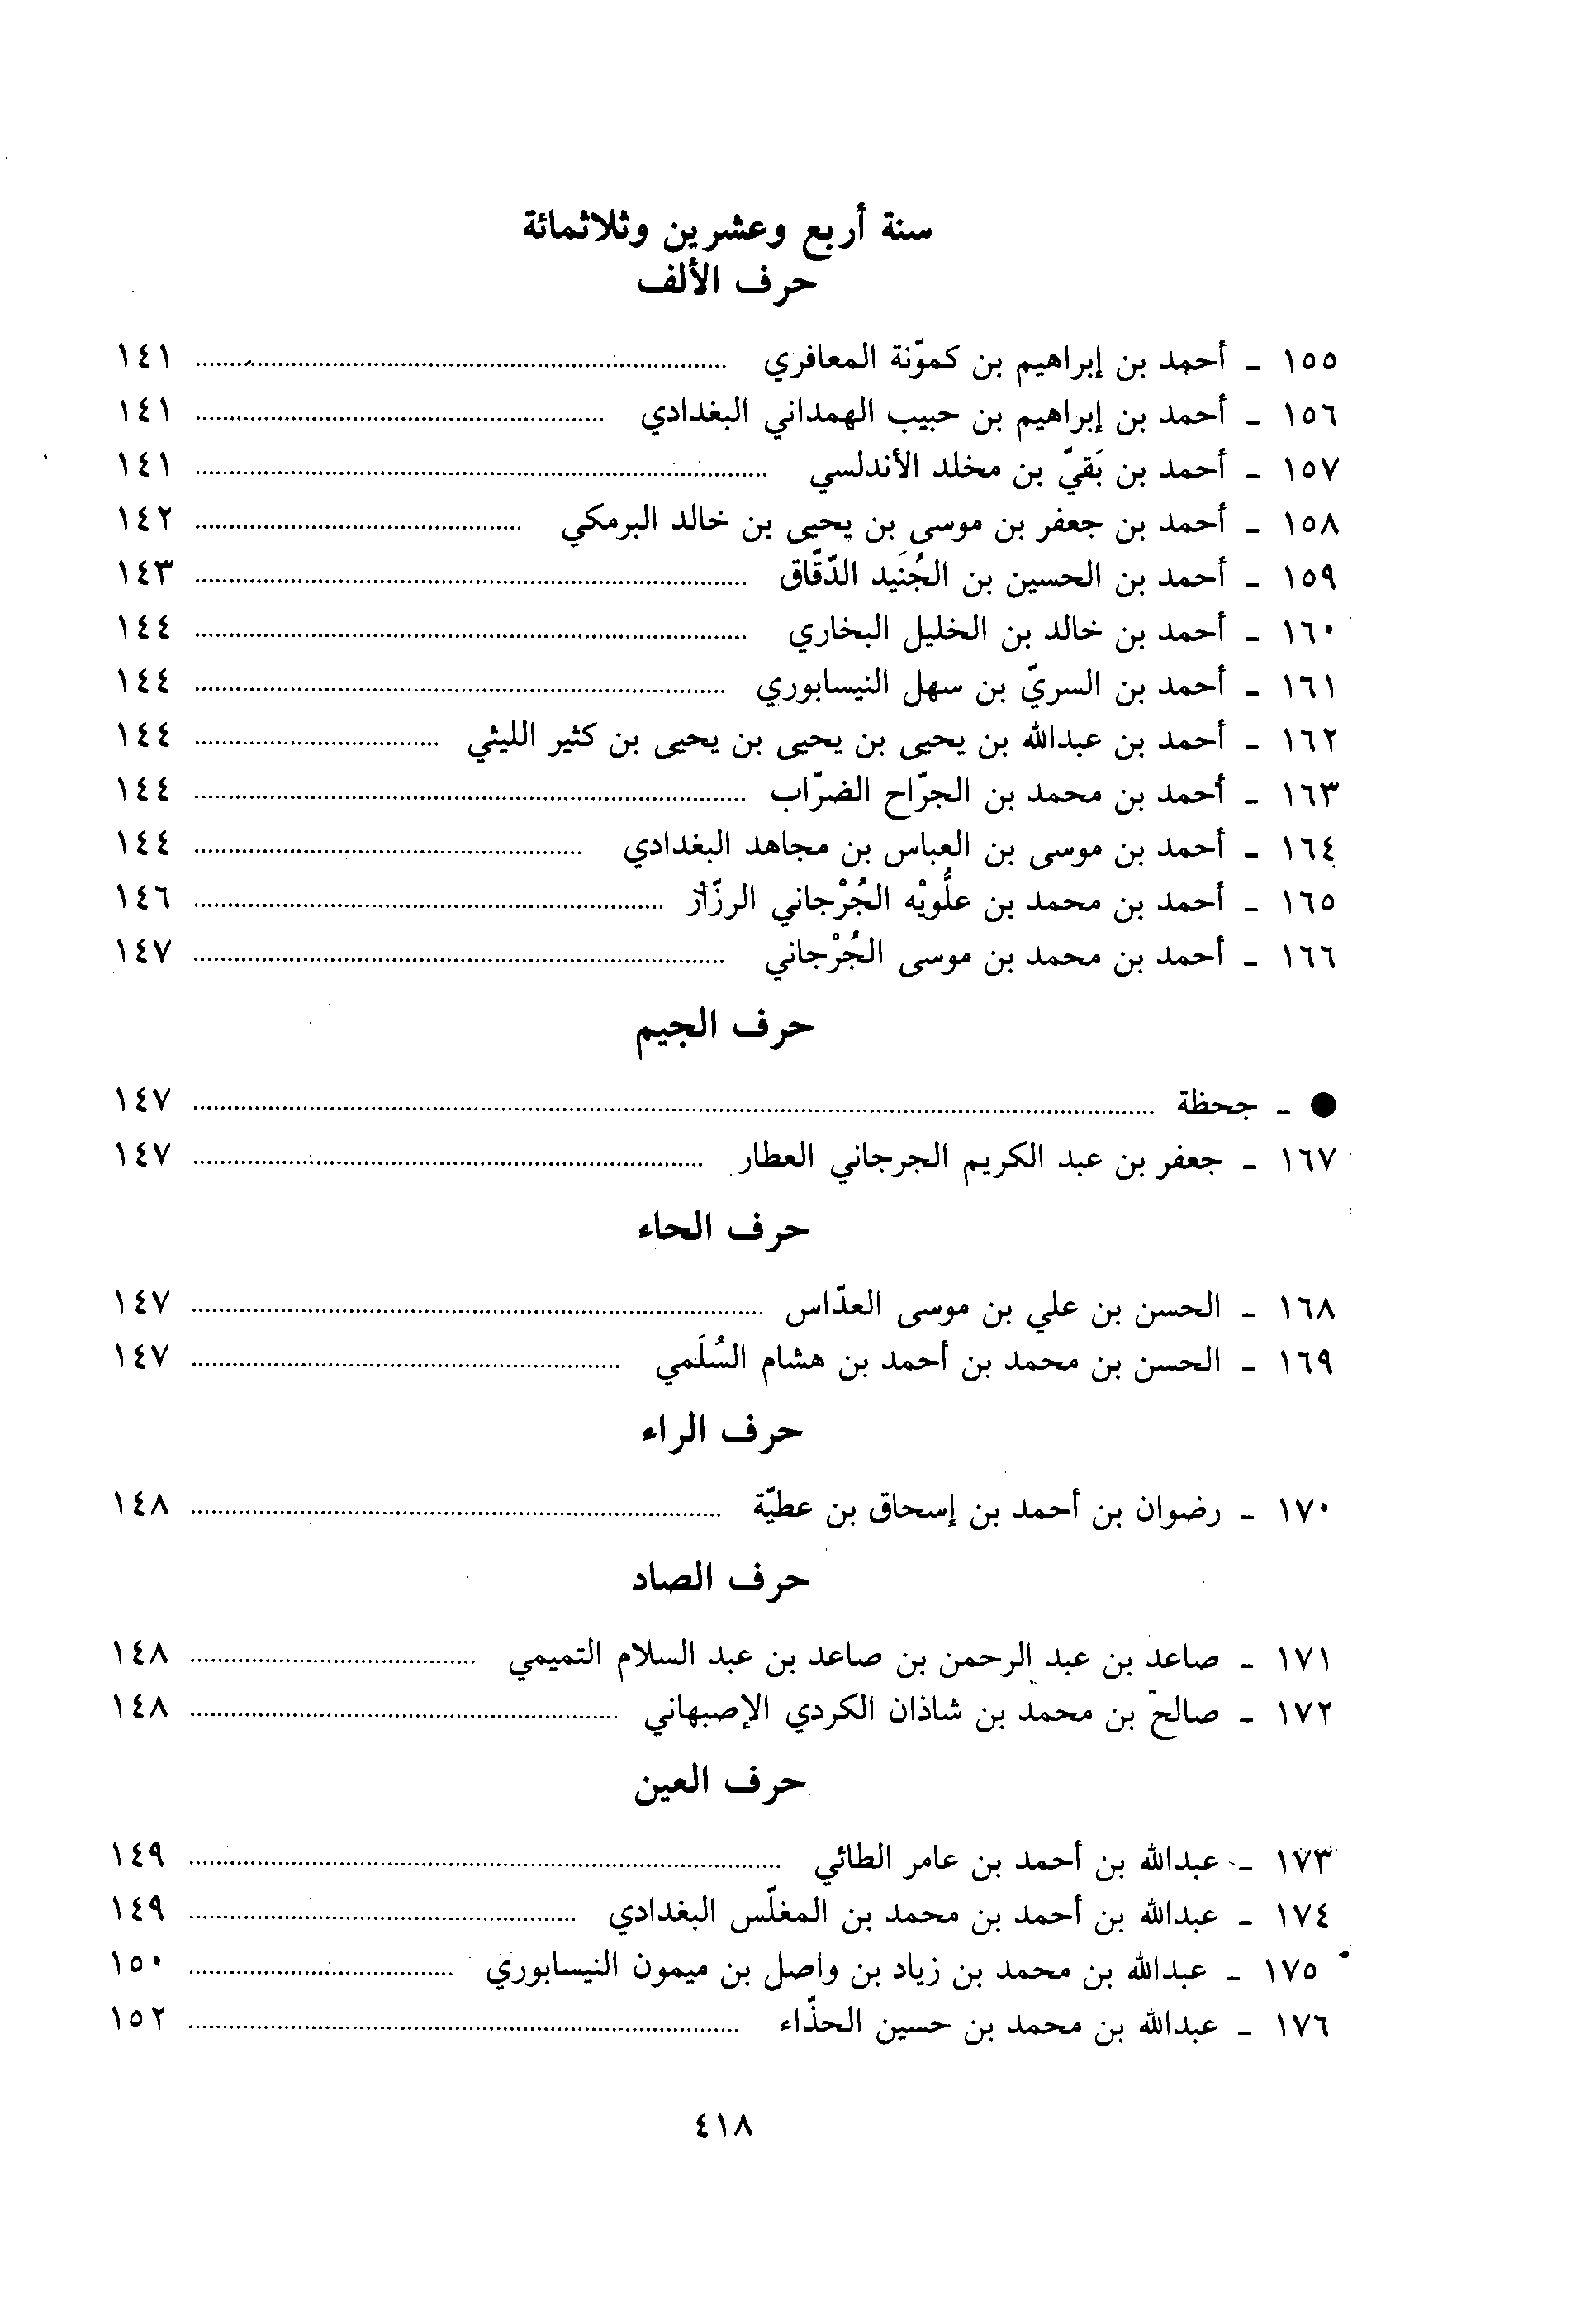 سنة أربع وعشرين وثلاثمائة
حرف الألف
١٥٥ ـ أحمد بن إبراهيم بن كموّنة المعافري ........ ١٤١
١٥٦ ـ أحمد بن إبراهيم بن حبيب الهمداني البغدادي ........ ١٤١
١٥٧ ـ أحمد بن بَقيّ بن مخلد الأندلسي ........ ١٤١
١٥٨ ـ أحمد بن جعفر بن موسى بن يحيى بن خالد البرمكي ........ ١٤٢
١٥٩ ـ أحمد بن الحسين بن الجُنَيد الدّقّاق ........ ١٤٣
١٦٠ ـ أحمد بن خالد بن الخليل البخاري ........ ١٤٤
١٦١ ـ أحمد بن السريّ بن سهل النيسابوري ........ ١٤٤
١٦٢ ـ أحمد بن عبدالله بن يحيى بن يحيى بن يحيى بن كثير الليثي ........ ١٤٤
١٦٣ ـ أحمد بن محمد بن الجرّاح الضرّاب ........ ١٤٤
١٦٤ ـ أحمد بن موسى بن العباس بن مجاهد البغدادي ........ ١٤٤
١٦٥ ـ أحمد بن محمد بن علُّويْه الجُرْجاني الرزّاز ........ ١٤٦
١٦٦ ـ أحمد بن محمد بن موسى الجُرْجاني ........ ١٤٧
حرف الجيم
● ـ جحظة ........ ١٤٧
١٦٧ ـ جعفر بن عبد الكريم الجرجاني العطار ........ ١٤٧
حرف الحاء
١٦٨ ـ الحسن بن علي بن موسى العدّاس ........ ١٤٧
١٦٩ ـ الحسن بن محمد بن أحمد بن هشام السُلَمي ........ ١٤٧
حرف الراء
١٧٠ ـ رضوان بن أحمد بن إسحاق بن عطيّة ........ ١٤٨
حرف الصاد
١٧١ ـ صاعد بن عبد الرحمن بن صاعد بن عبد السلام التميمي ........ ١٤٨
١٧٢ ـ صالح بن محمد بن شاذان الكردي الإصبهاني ........ ١٤٨
حرف العين
١٧٣ ـ عبدالله بن أحمد بن عامر الطائي ........ ١٤٩
١٧٤ ـ عبدالله بن أحمد بن محمد بن المغلّس البغدادي ........ ١٤٩
١٧٥ ـ عبدالله بن محمد بن زياد بن واصل بن ميمون النيسابوري ........ ١٥٠
١٧٦ ـ عبدالله بن محمد بن حسين الحذّاء ........ ١٥٢
٤١٨